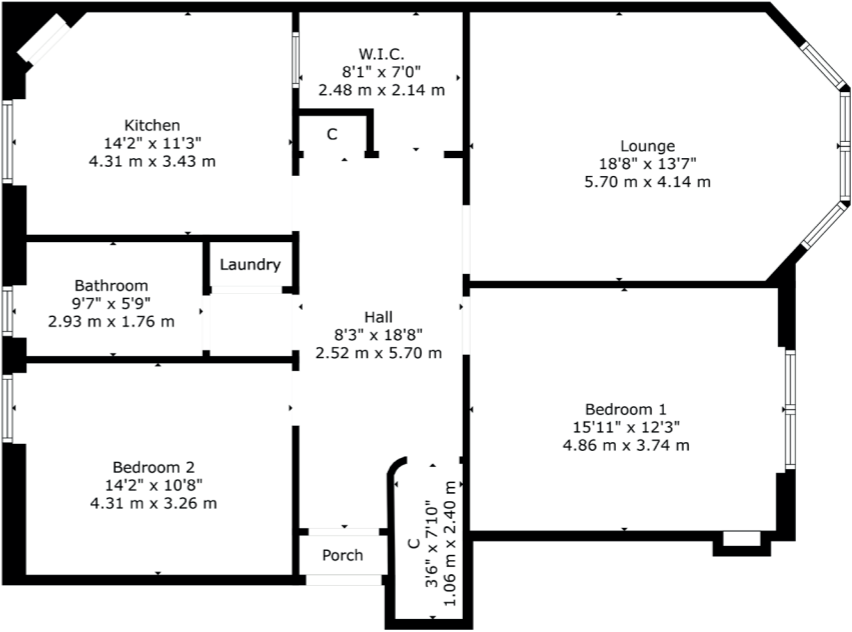 W.I.C.
8'1" x 7'0"
2.48 m x 2.14 m
Kitchen
14'2" x 11'3"
4.31 m x 3.43 m
C
Lounge
18'8" x 13'7"
5.70 m x 4.14 m
Laundry
Bathroom
9'7" x 5'9"
2.93 m x 1.76 m
Hall
8'3" x 18'8"
2.52 m x 5.70 m
Bedroom 1
15'11" x 12'3"
4.86 m x 3.74 m
Bedroom 2
14'2" x 10'8"
4.31 m x 3.26 m
Porch
C
3'6" x 7'10"
1.06 m x 2.40 m